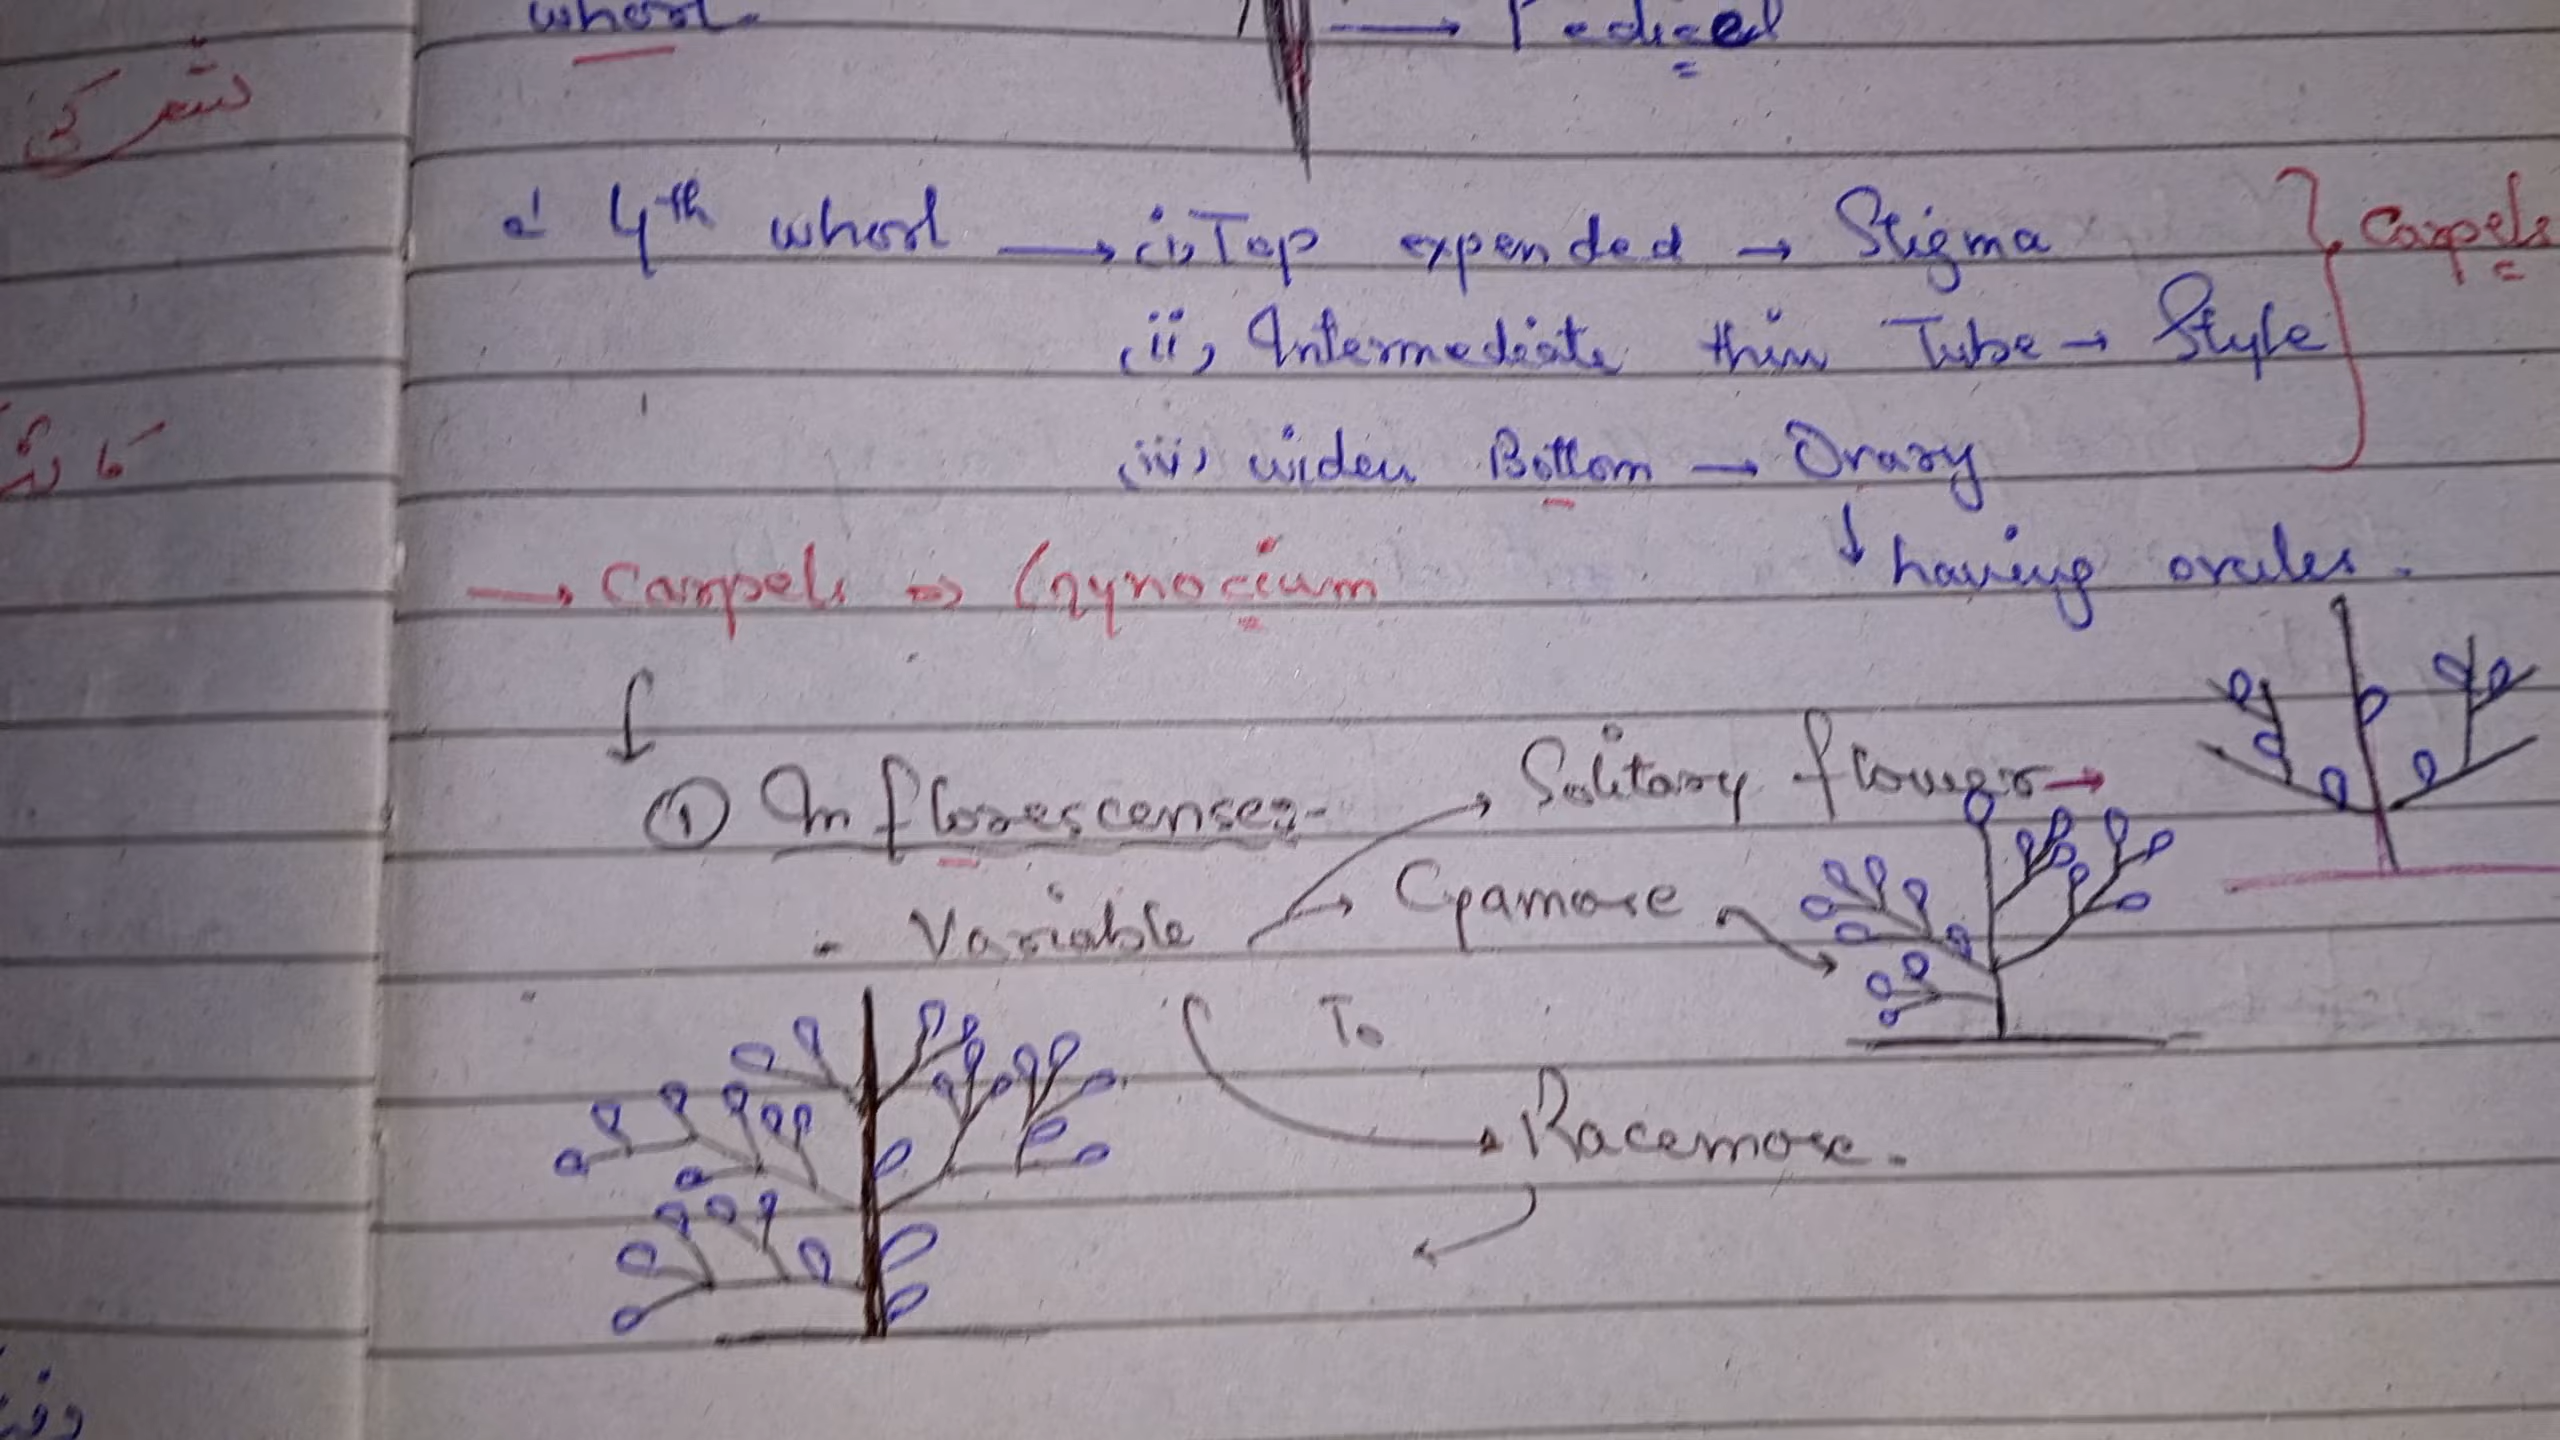 whorl.
→ Pedicel
4th whorl → (i) Top expended → Stigma } Carpels
(ii) Intermediate thin Tube → Style
(iii) widen Bottom → Ovary
↓ having ovules.
→ Carpels ⇒ Gynocium
① Inflorescenses:-
→ Solitary flower →
- Variable → Cyamose
To
→ Racemose.